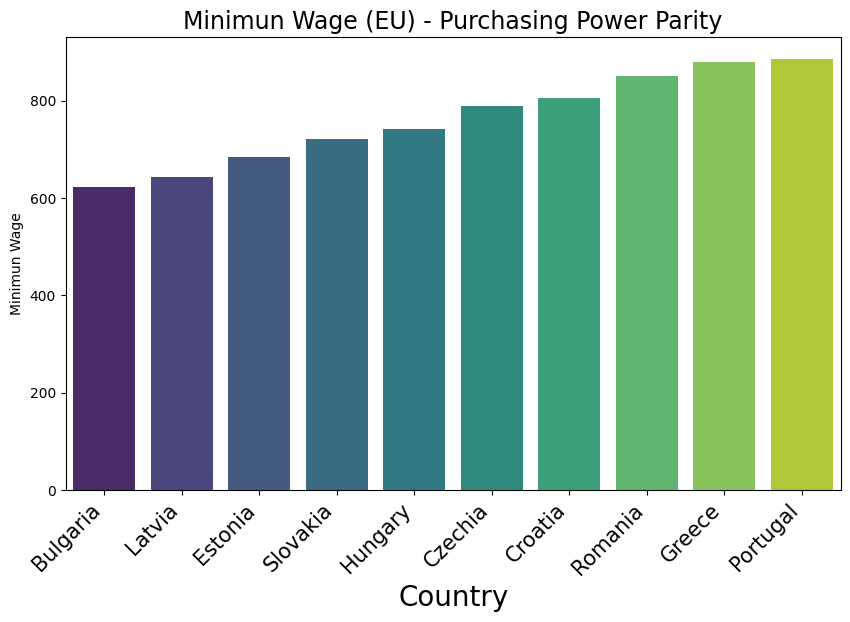 Minimun Wage (EU) - Purchasing Power Parity
Minimun Wage
800
600
400
200
0
Bulgaria
Latvia
Estonia
Slovakia
Hungary
Czechia
Croatia
Romania
Greece
Portugal
Country